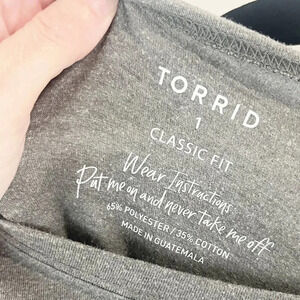 TORRID
1
CLASSIC FIT
Wear Instructions
Put me on and never take me off
65% POLYESTER / 35% COTTON
MADE IN GUATEMALA